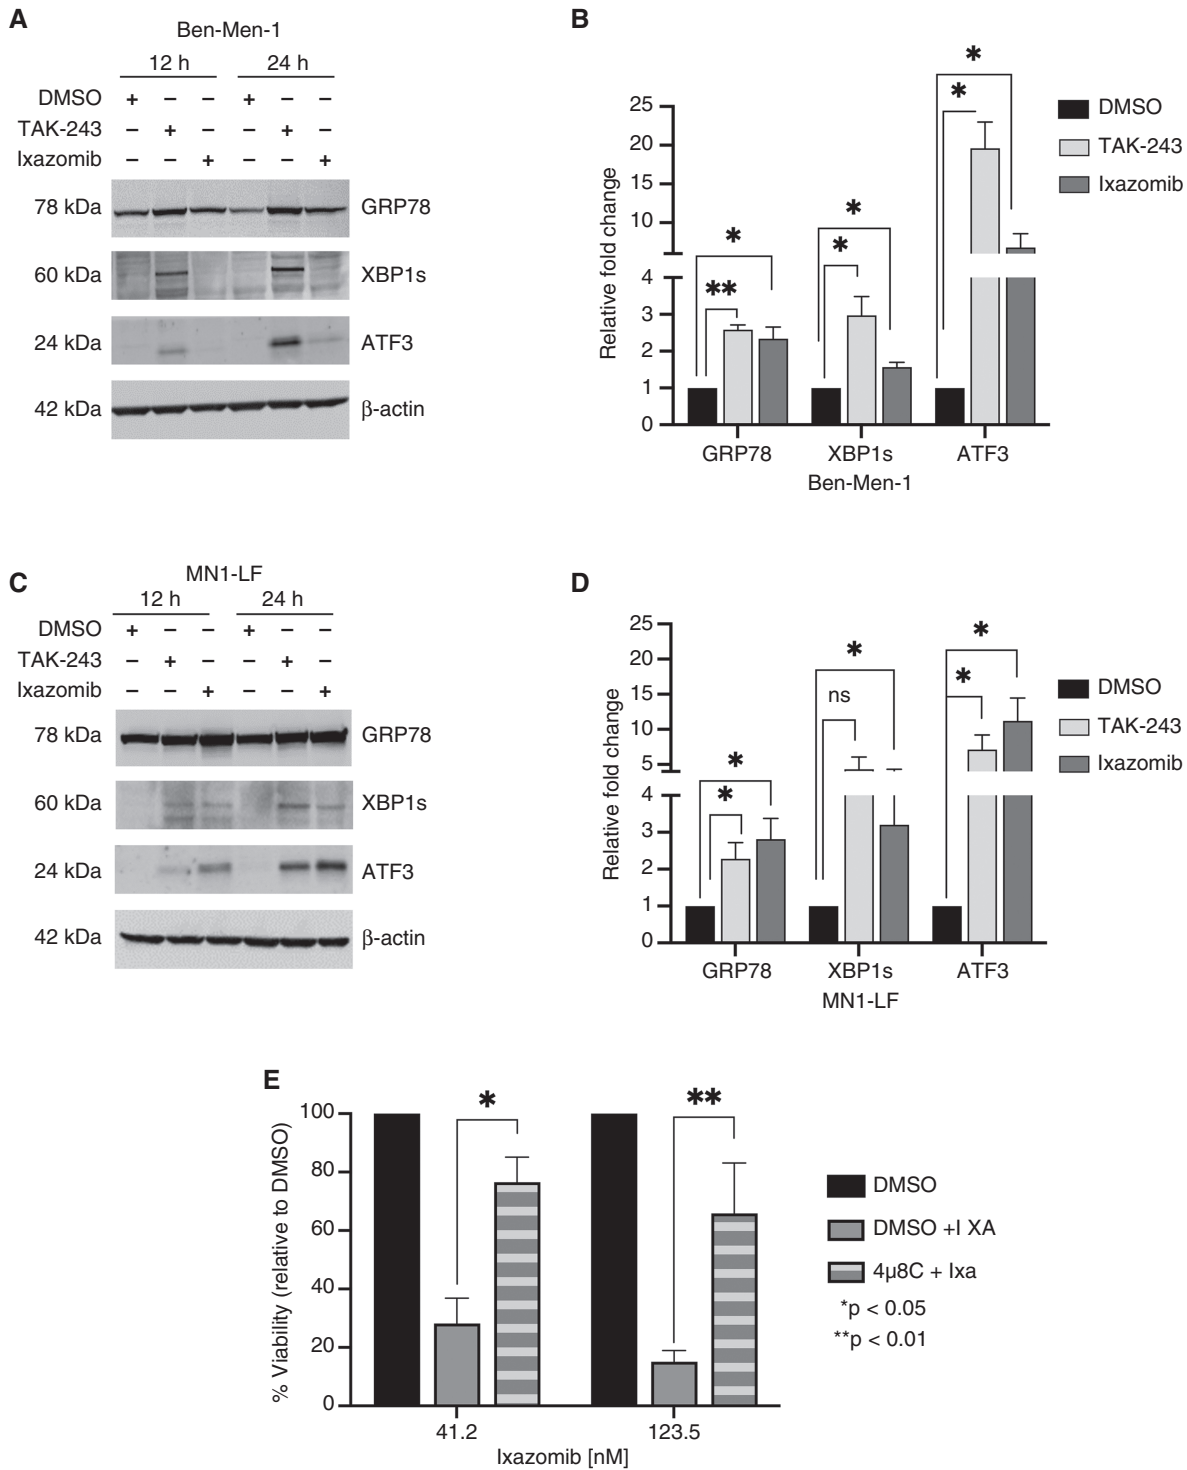 A
Ben-Men-1
12 h 24 h
DMSO + – – + – –
TAK-243 – + – – + –
Ixazomib – – + – – +
78 kDa GRP78
60 kDa XBP1s
24 kDa ATF3
42 kDa β-actin
B
Relative fold change
25
20
15
10
4
3
2
1
0
** *
* *
* *
GRP78 XBP1s ATF3
Ben-Men-1
DMSO
TAK-243
Ixazomib
C
MN1-LF
12 h 24 h
DMSO + – – + – –
TAK-243 – + – – + –
Ixazomib – – + – – +
78 kDa GRP78
60 kDa XBP1s
24 kDa ATF3
42 kDa β-actin
D
Relative fold change
25
20
15
10
5
4
3
2
1
0
* *
ns *
* *
GRP78 XBP1s ATF3
MN1-LF
DMSO
TAK-243
Ixazomib
E
% Viability (relative to DMSO)
100
80
60
40
20
0
* **
41.2 123.5
Ixazomib [nM]
DMSO
DMSO +I XA
4μ8C + Ixa
*p < 0.05
**p < 0.01